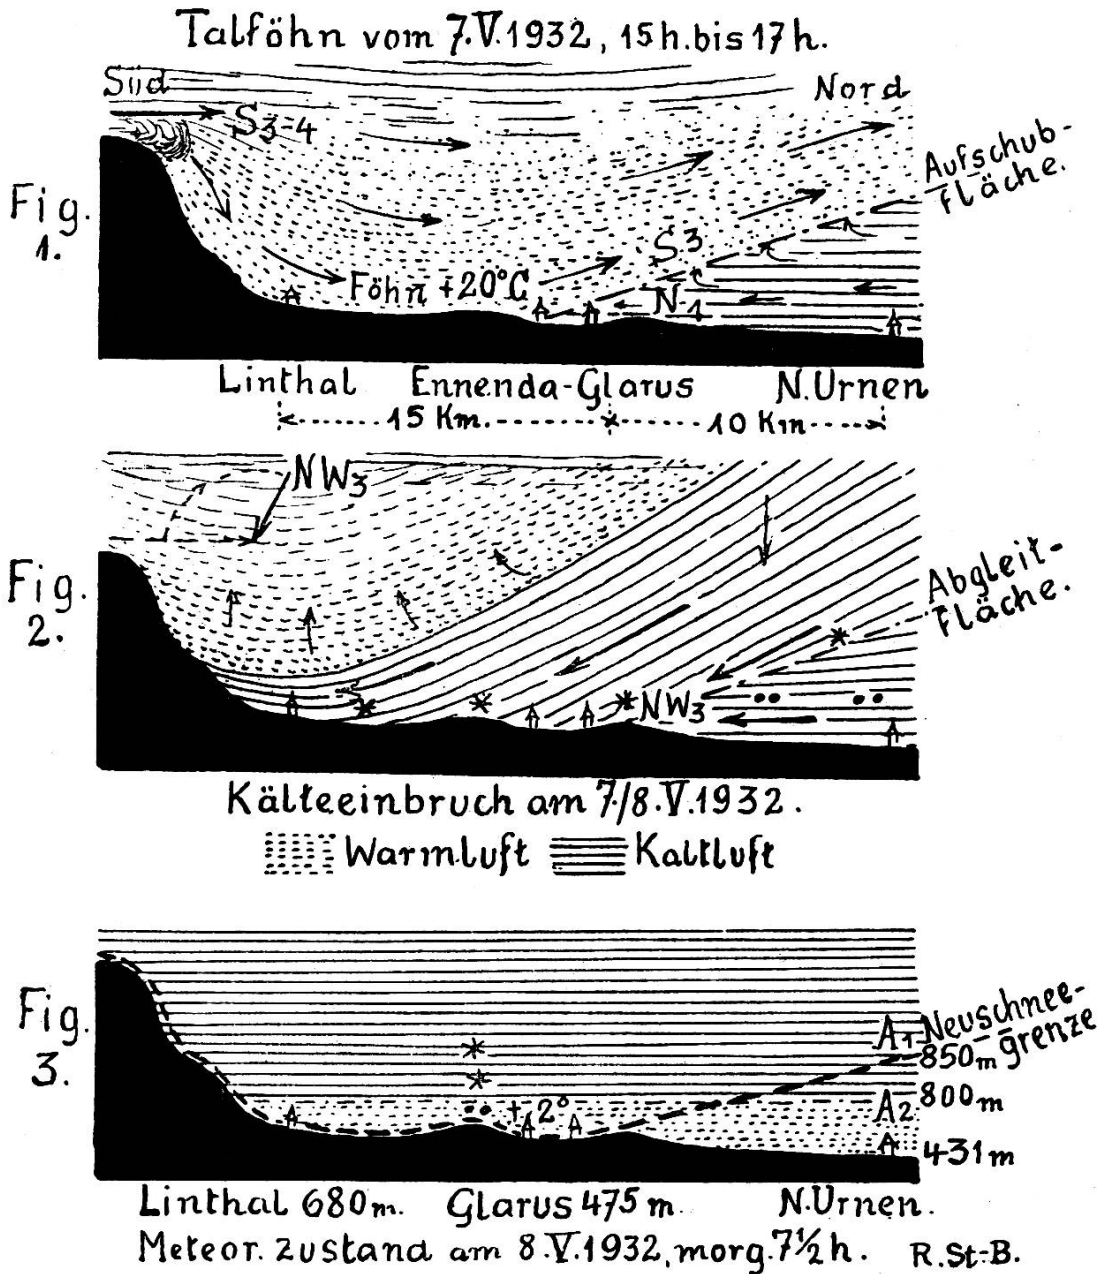 Talföhn vom 7.V.1932, 15h.bis 17h.
Süd
Nord
S3-4
Aufschub-
fläche.
Fig.
1.
S3
Föhn +20°C
N1
Linthal Ennenda-Glarus N.Urnen
15 Km. 10 Km
NW3
Fig.
2.
Abgleit-
fläche.
NW3
Kälteeinbruch am 7./8.V.1932.
Warmluft Kaltluft
Fig.
3.
A1 Neuschnee-
grenze
850m
800m
A2
+2°
431m
Linthal 680m. Glarus 475m. N.Urnen.
Meteor. Zustand am 8.V.1932, morg. 7½h. R.St-B.